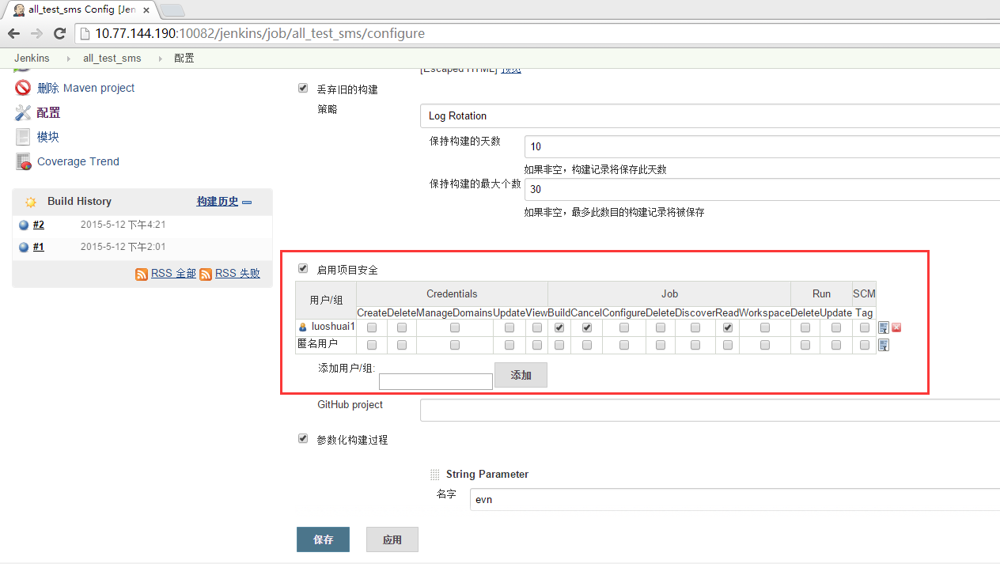 all_test_sms Config [Jen
10.77.144.190:10082/jenkins/job/all_test_sms/configure
Jenkins all_test_sms 配置
[Escaped HTML] 预览
删除 Maven project
配置
模块
Coverage Trend
Build History 构建历史
#2 2015-5-12 下午4:21
#1 2015-5-12 下午2:01
RSS 全部 RSS 失败
丢弃旧的构建
策略
Log Rotation
保持构建的天数
10
如果非空，构建记录将保存此天数
保持构建的最大个数
30
如果非空，最多此数目的构建记录将被保存
启用项目安全
用户/组 Credentials Job Run SCM
Create Delete ManageDomains Update View Build Cancel Configure Delete Discover Read Workspace Delete Update Tag
luoshuai1
匿名用户
添加用户/组: 添加
GitHub project
参数化构建过程
String Parameter
名字 evn
保存 应用